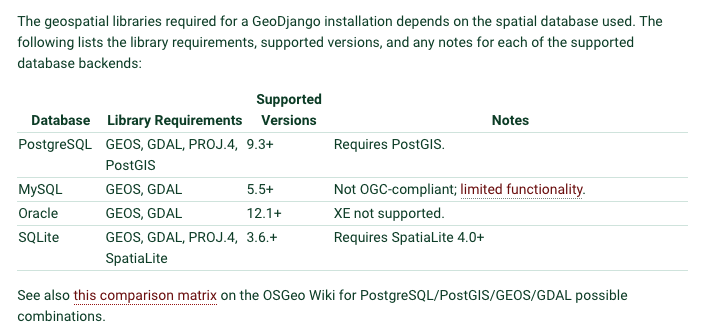 The geospatial libraries required for a GeoDjango installation depends on the spatial database used. The
following lists the library requirements, supported versions, and any notes for each of the supported
database backends:
Supported
Database Library Requirements Versions Notes
PostgreSQL GEOS, GDAL, PROJ.4, 9.3+ Requires PostGIS.
PostGIS
MySQL GEOS, GDAL 5.5+ Not OGC-compliant; limited functionality.
Oracle GEOS, GDAL 12.1+ XE not supported.
SQLite GEOS, GDAL, PROJ.4, 3.6.+ Requires SpatiaLite 4.0+
SpatiaLite
See also this comparison matrix on the OSGeo Wiki for PostgreSQL/PostGIS/GEOS/GDAL possible
combinations.